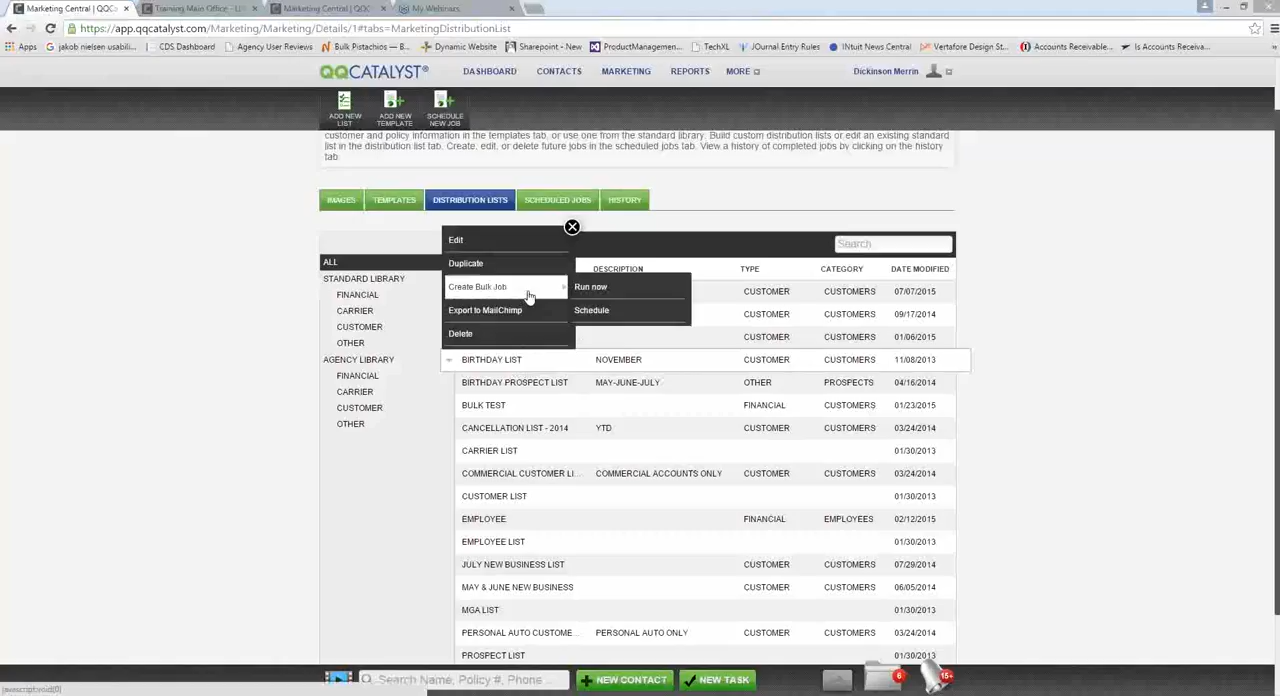 Marketing Central | QQC
Training Main Office - L
Marketing Central | QQC
My Webinars
https://app.qqcatalyst.com/Marketing/Marketing/Details/1#tabs=MarketingDistributionList
Apps
jakob nielsen usabili...
CDS Dashboard
Agency User Reviews
Bulk Pistachios — B...
Dynamic Website
Sharepoint - New
ProductManagemen...
TechXL
JOurnal Entry Rules
INtuit News Central
Vertafore Design St...
Accounts Receivable...
Is Accounts Receiva...
QQCATALYST®
DASHBOARD
CONTACTS
MARKETING
REPORTS
MORE
Dickinson Merrin
ADD NEW LIST
ADD NEW TEMPLATE
SCHEDULE NEW JOB
customer and policy information in the templates tab, or use one from the standard library. Build custom distribution lists or edit an existing standard
list in the distribution list tab. Create, edit, or delete future jobs in the scheduled jobs tab. View a history of completed jobs by clicking on the history
tab
IMAGES
TEMPLATES
DISTRIBUTION LISTS
SCHEDULED JOBS
HISTORY
Search
ALL
STANDARD LIBRARY
FINANCIAL
CARRIER
CUSTOMER
OTHER
AGENCY LIBRARY
FINANCIAL
CARRIER
CUSTOMER
OTHER
Edit
Duplicate
Create Bulk Job
Export to MailChimp
Delete
Run now
Schedule
DESCRIPTION TYPE CATEGORY DATE MODIFIED
CUSTOMER CUSTOMERS 07/07/2015
CUSTOMER CUSTOMERS 09/17/2014
CUSTOMER CUSTOMERS 01/06/2015
BIRTHDAY LIST NOVEMBER CUSTOMER CUSTOMERS 11/08/2013
BIRTHDAY PROSPECT LIST MAY-JUNE-JULY OTHER PROSPECTS 04/16/2014
BULK TEST FINANCIAL CUSTOMERS 01/23/2015
CANCELLATION LIST - 2014 YTD CUSTOMER CUSTOMERS 03/24/2014
CARRIER LIST 01/30/2013
COMMERCIAL CUSTOMER LI... COMMERCIAL ACCOUNTS ONLY CUSTOMER CUSTOMERS 03/24/2014
CUSTOMER LIST 01/30/2013
EMPLOYEE FINANCIAL EMPLOYEES 02/12/2015
EMPLOYEE LIST 01/30/2013
JULY NEW BUSINESS LIST CUSTOMER CUSTOMERS 07/29/2014
MAY & JUNE NEW BUSINESS CUSTOMER CUSTOMERS 06/05/2014
MGA LIST 01/30/2013
PERSONAL AUTO CUSTOME... PERSONAL AUTO ONLY CUSTOMER CUSTOMERS 03/24/2014
PROSPECT LIST 01/30/2013
Search Name, Policy #, Phone ...
NEW CONTACT
NEW TASK
6
15+
javascript:void(0)